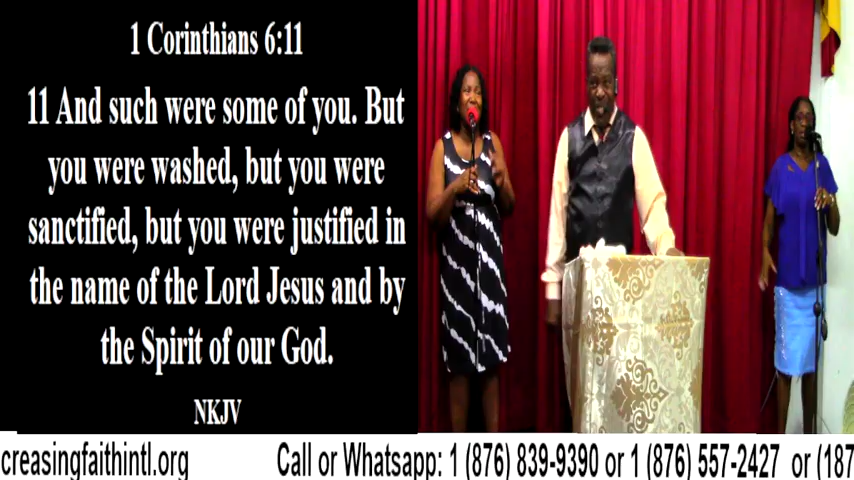 1 Corinthians 6:11
11 And such were some of you. But
you were washed, but you were
sanctified, but you were justified in
the name of the Lord Jesus and by
the Spirit of our God.
NKJV
creasingfaithintl.org Call or Whatsapp: 1 (876) 839-9390 or 1 (876) 557-2427 or (187